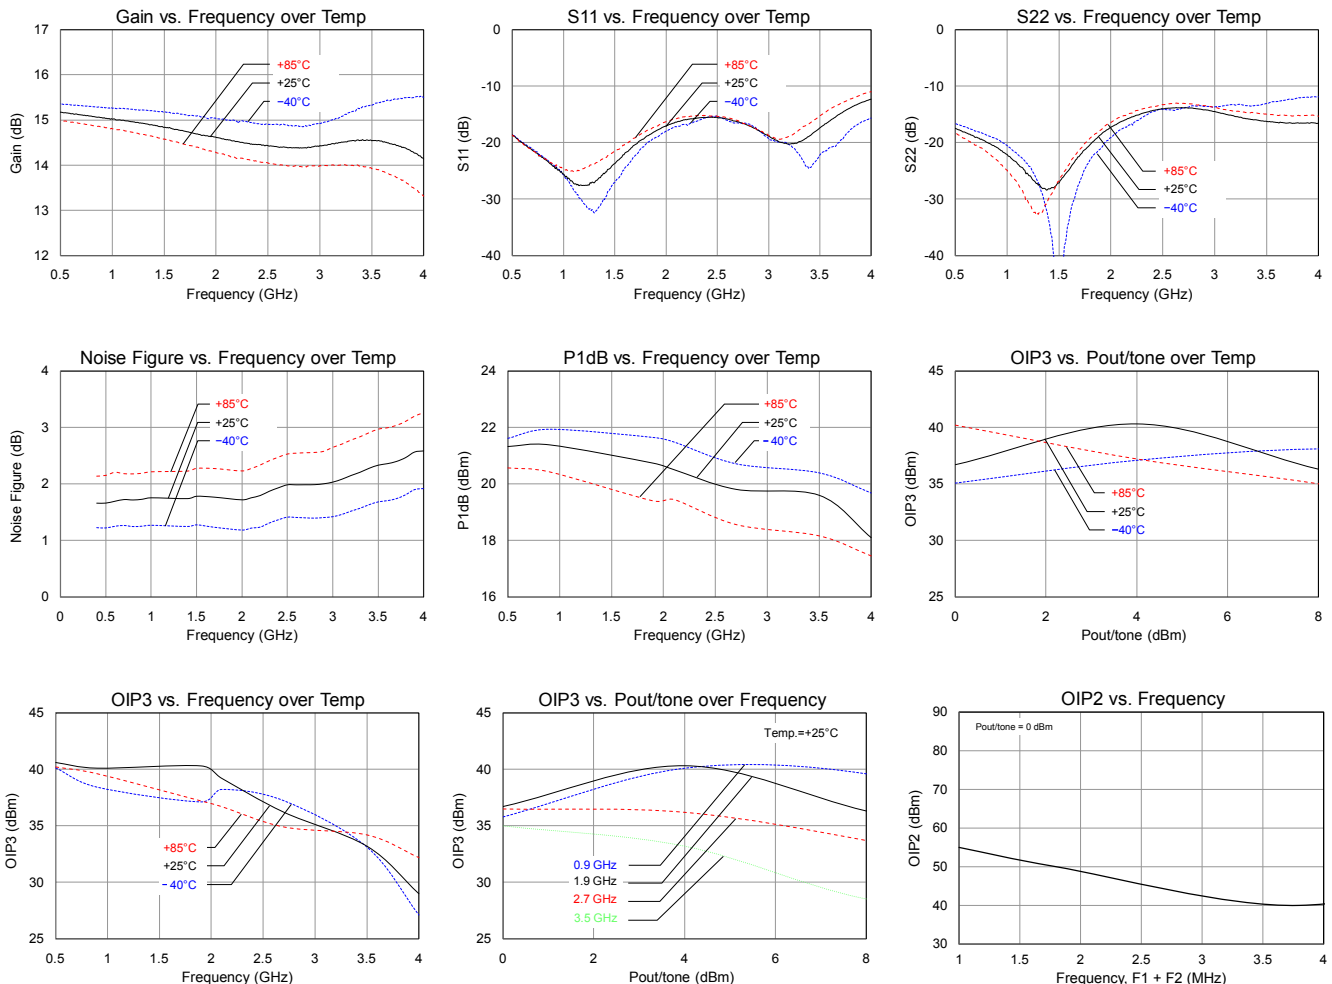 Gain vs. Frequency over Temp
17
16
15
14
13
12
Gain (dB)
+85°C
+25°C
−40°C
0.5 1 1.5 2 2.5 3 3.5 4
Frequency (GHz)
S11 vs. Frequency over Temp
0
-10
-20
-30
-40
S11 (dB)
+85°C
+25°C
−40°C
0.5 1 1.5 2 2.5 3 3.5 4
Frequency (GHz)
S22 vs. Frequency over Temp
0
-10
-20
-30
-40
S22 (dB)
+85°C
+25°C
−40°C
0.5 1 1.5 2 2.5 3 3.5 4
Frequency (GHz)
Noise Figure vs. Frequency over Temp
4
3
2
1
0
Noise Figure (dB)
+85°C
+25°C
−40°C
0 0.5 1 1.5 2 2.5 3 3.5 4
Frequency (GHz)
P1dB vs. Frequency over Temp
24
22
20
18
16
P1dB (dBm)
+85°C
+25°C
−40°C
0.5 1 1.5 2 2.5 3 3.5 4
Frequency (GHz)
OIP3 vs. Pout/tone over Temp
45
40
35
30
25
OIP3 (dBm)
+85°C
+25°C
−40°C
0 2 4 6 8
Pout/tone (dBm)
OIP3 vs. Frequency over Temp
45
40
35
30
25
OIP3 (dBm)
+85°C
+25°C
−40°C
0.5 1 1.5 2 2.5 3 3.5 4
Frequency (GHz)
OIP3 vs. Pout/tone over Frequency
45
40
35
30
25
OIP3 (dBm)
Temp.=+25°C
0.9 GHz
1.9 GHz
2.7 GHz
3.5 GHz
0 2 4 6 8
Pout/tone (dBm)
OIP2 vs. Frequency
90
80
70
60
50
40
30
OIP2 (dBm)
Pout/tone = 0 dBm
1 1.5 2 2.5 3 3.5 4
Frequency, F1 + F2 (MHz)